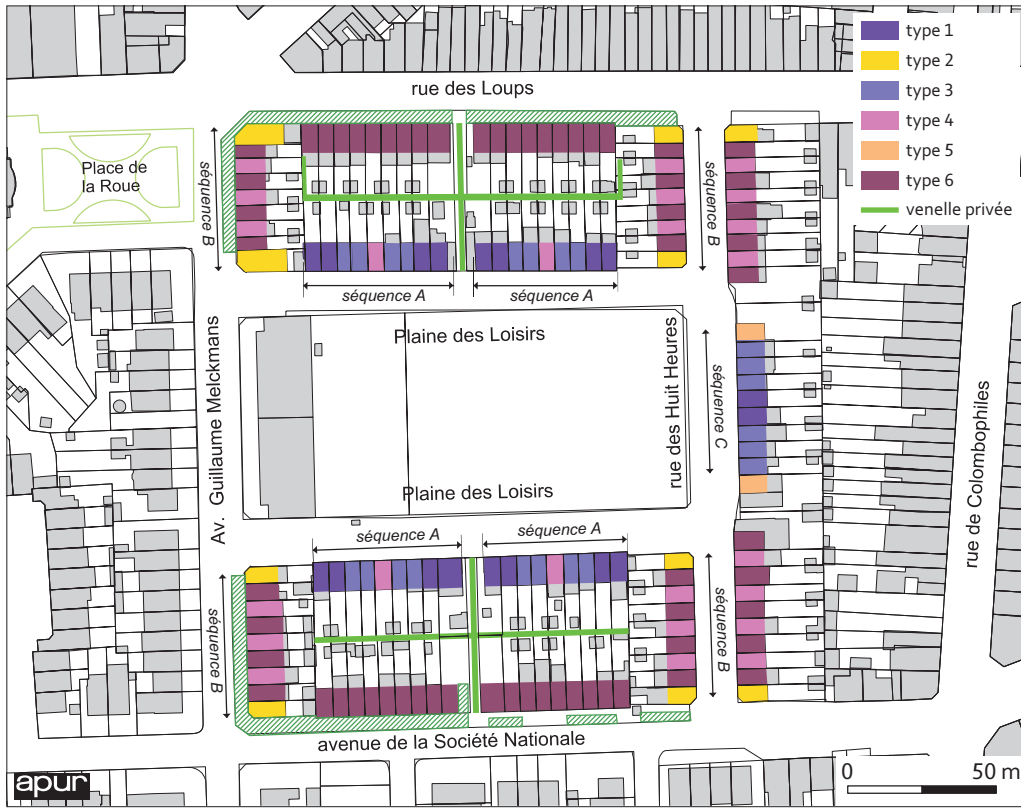 type 1
type 2
type 3
type 4
type 5
type 6
venelle privée
rue des Loups
Place de
la Roue
séquence B
séquence B
séquence A
séquence A
Plaine des Loisirs
Av. Guillaume Melckmans
rue des Huit Heures
séquence C
rue de Colombophiles
Plaine des Loisirs
séquence A
séquence A
séquence B
séquence B
avenue de la Société Nationale
apur
0
50 m